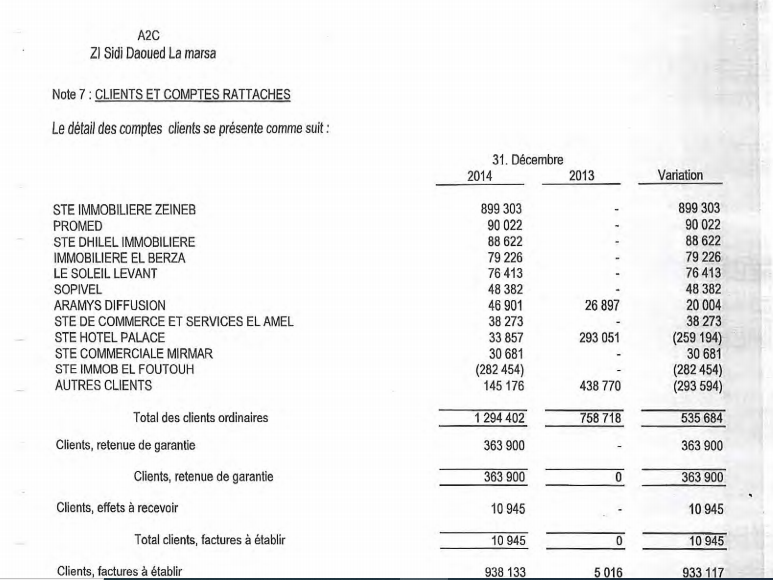 A2C
ZI Sidi Daoued La marsa
Note 7 : CLIENTS ET COMPTES RATTACHES
Le détail des comptes clients se présente comme suit :
31. Décembre
2014 2013 Variation
STE IMMOBILIERE ZEINEB 899 303 - 899 303
PROMED 90 022 - 90 022
STE DHILEL IMMOBILIERE 88 622 - 88 622
IMMOBILIERE EL BERZA 79 226 - 79 226
LE SOLEIL LEVANT 76 413 - 76 413
SOPIVEL 48 382 - 48 382
ARAMYS DIFFUSION 46 901 26 897 20 004
STE DE COMMERCE ET SERVICES EL AMEL 38 273 - 38 273
STE HOTEL PALACE 33 857 293 051 (259 194)
STE COMMERCIALE MIRMAR 30 681 - 30 681
STE IMMOB EL FOUTOUH (282 454) - (282 454)
AUTRES CLIENTS 145 176 438 770 (293 594)
Total des clients ordinaires 1 294 402 758 718 535 684
Clients, retenue de garantie 363 900 - 363 900
Clients, retenue de garantie 363 900 0 363 900
Clients, effets à recevoir 10 945 - 10 945
Total clients, factures à établir 10 945 0 10 945
Clients, factures à établir 938 133 5 016 933 117